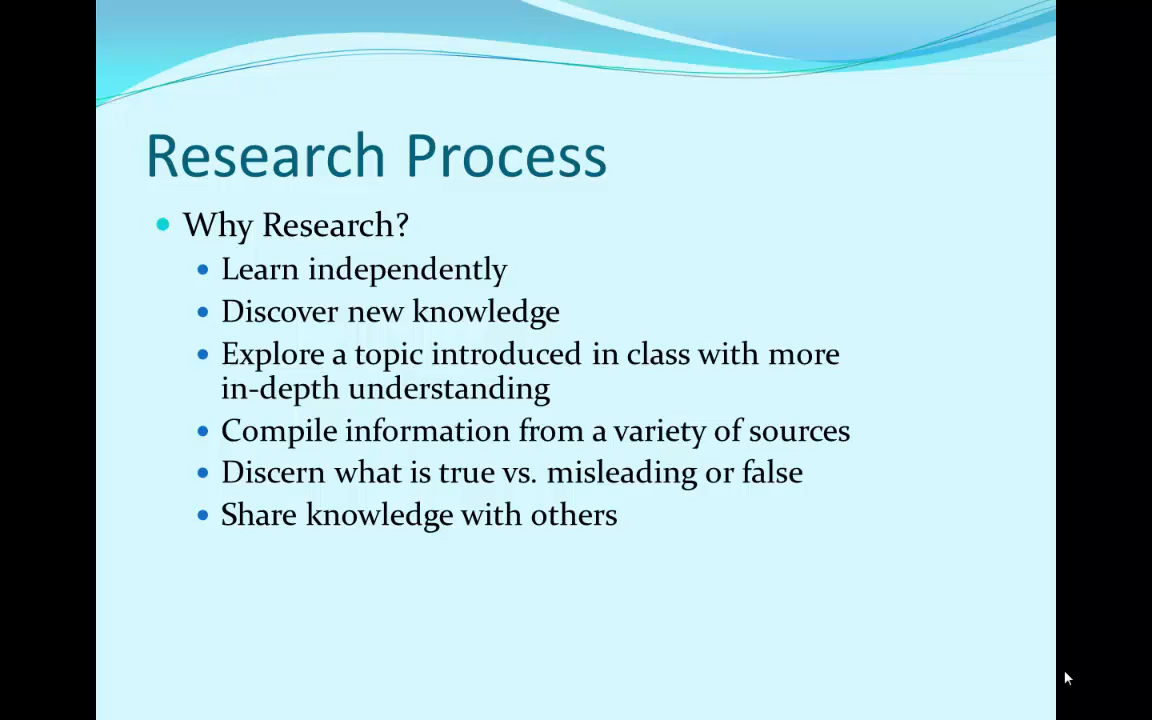 Research Process
Why Research?
Learn independently
Discover new knowledge
Explore a topic introduced in class with more
in-depth understanding
Compile information from a variety of sources
Discern what is true vs. misleading or false
Share knowledge with others